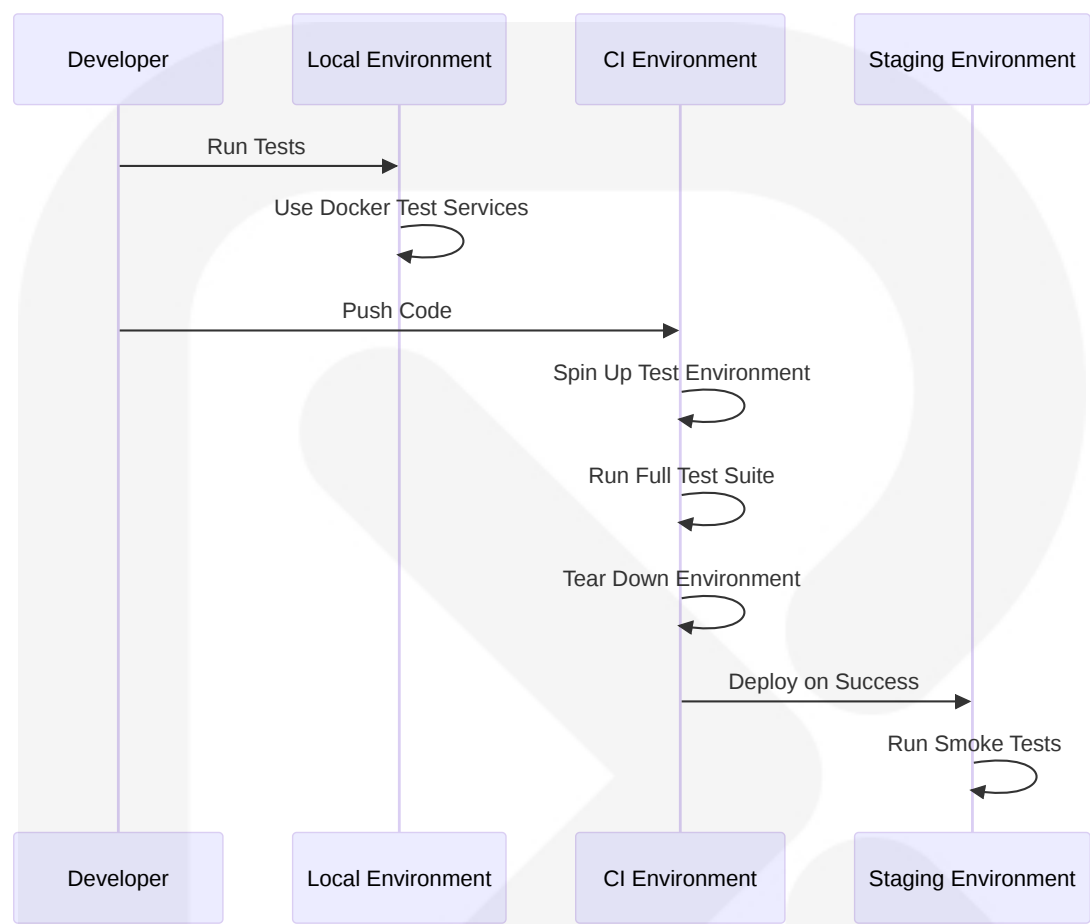 Developer
Local Environment
CI Environment
Staging Environment
Run Tests
Use Docker Test Services
Push Code
Spin Up Test Environment
Run Full Test Suite
Tear Down Environment
Deploy on Success
Run Smoke Tests
Developer
Local Environment
CI Environment
Staging Environment